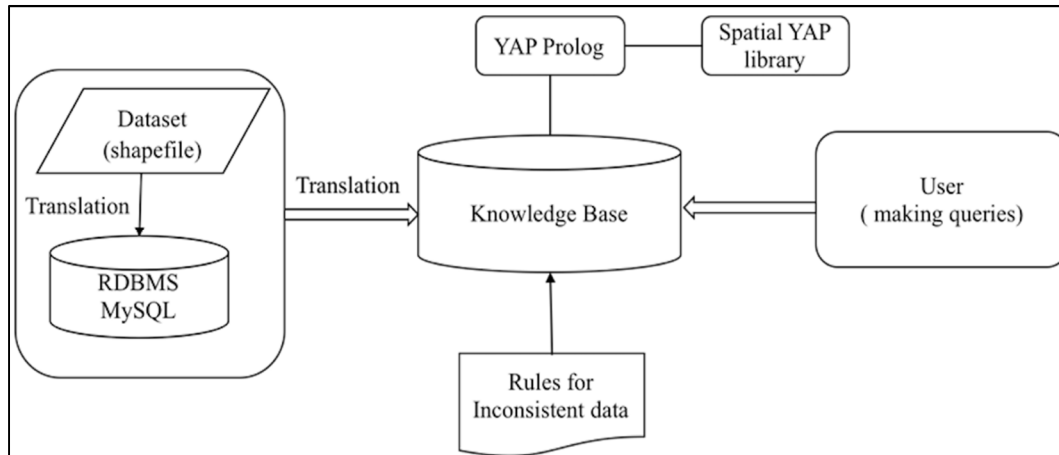 YAP Prolog
Spatial YAP
library
Dataset
(shapefile)
Translation
RDBMS
MySQL
Translation
Knowledge Base
User
( making queries)
Rules for
Inconsistent data